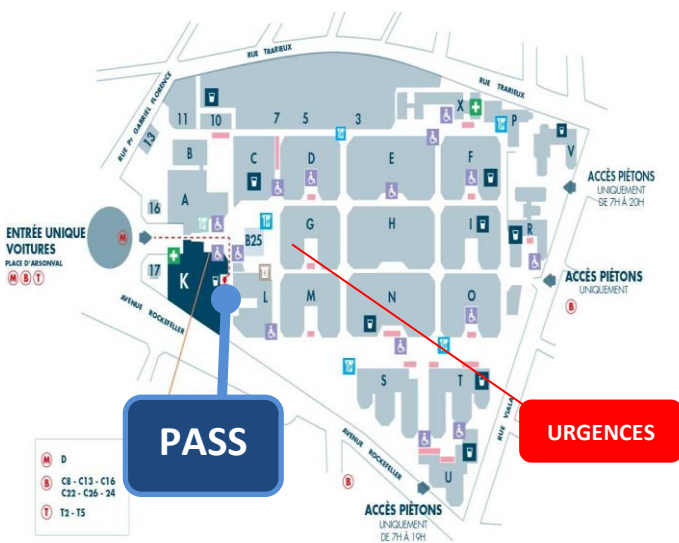 RUE TRARIEUX
RUE TRARIEUX
RUE Pr GABRIEL FLORENCE
X
P
11
10
7
5
3
13
V
B
C
D
E
F
ACCÈS PIÉTONS
UNIQUEMENT
DE 7H À 20H
A
16
ENTRÉE UNIQUE
VOITURES
PLACE D'ARSONVAL
M B T
M
B25
G
H
I
R
17
K
L
M
N
O
ACCÈS PIÉTONS
UNIQUEMENT
B
AVENUE ROCKEFELLER
S
T
RUE VIALA
PASS
URGENCES
AVENUE ROCKEFELLER
U
M D
B C8 - C13 - C16
C22 - C26 - 24
T T2 - T5
B
ACCÈS PIÉTONS
UNIQUEMENT
DE 7H À 19H